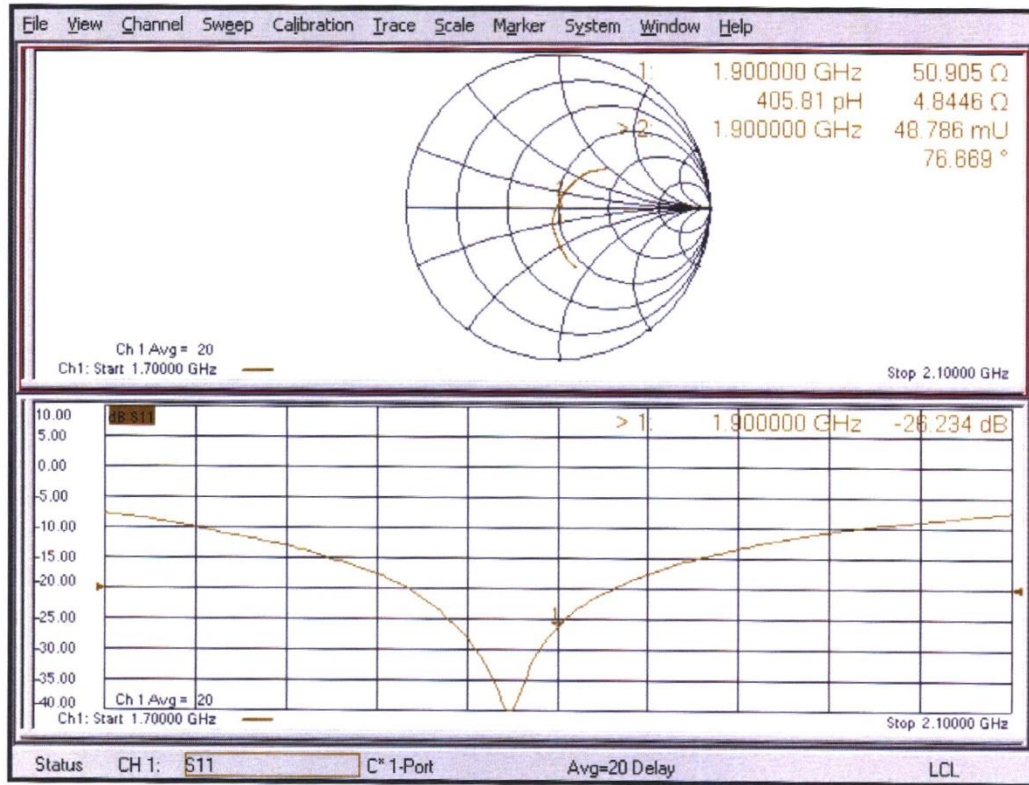 File View Channel Sweep Calibration Trace Scale Marker System Window Help
1: 1.900000 GHz 50.905 Ω
405.81 pH 4.8446 Ω
> 2: 1.900000 GHz 48.786 mU
76.669 °
Ch 1 Avg = 20
Ch1: Start 1.70000 GHz
Stop 2.10000 GHz
10.00
dB S11
> 1: 1.900000 GHz -26.234 dB
5.00
0.00
-5.00
-10.00
-15.00
-20.00
-25.00
1
-30.00
-35.00
-40.00
Ch 1 Avg = 20
Ch1: Start 1.70000 GHz
Stop 2.10000 GHz
Status CH 1: S11 C* 1-Port Avg=20 Delay LCL